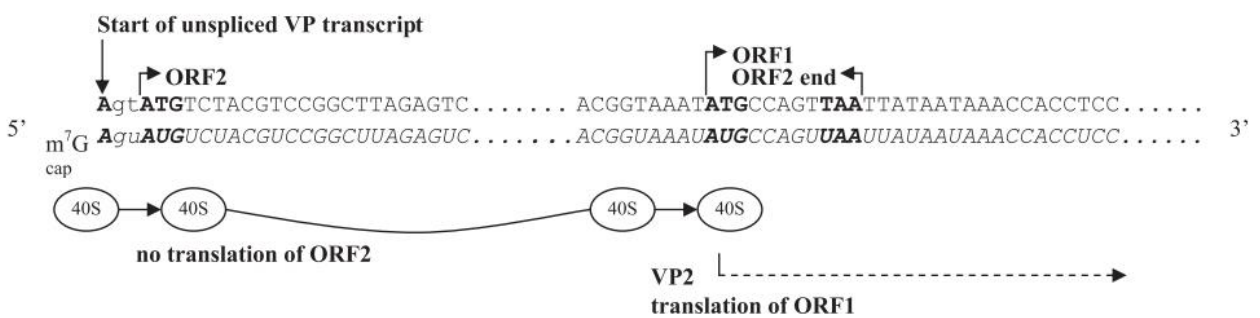 Start of unspliced VP transcript
ORF1
ORF2
ORF2 end
AgtATGTCTACGTCCGGCTTAGAGTC....... ACGGTAAATATGCCAGTTAATTATAATAAACCACCTCC......
5’ 3’
m7G AguAUGUCUACGUCCGGCUUAGAGUC.......ACGGUAAAUAUGCCAGUUAAUUAUAAUAAACCACCUCC......
cap
40S 40S 40S 40S
no translation of ORF2
VP2
translation of ORF1